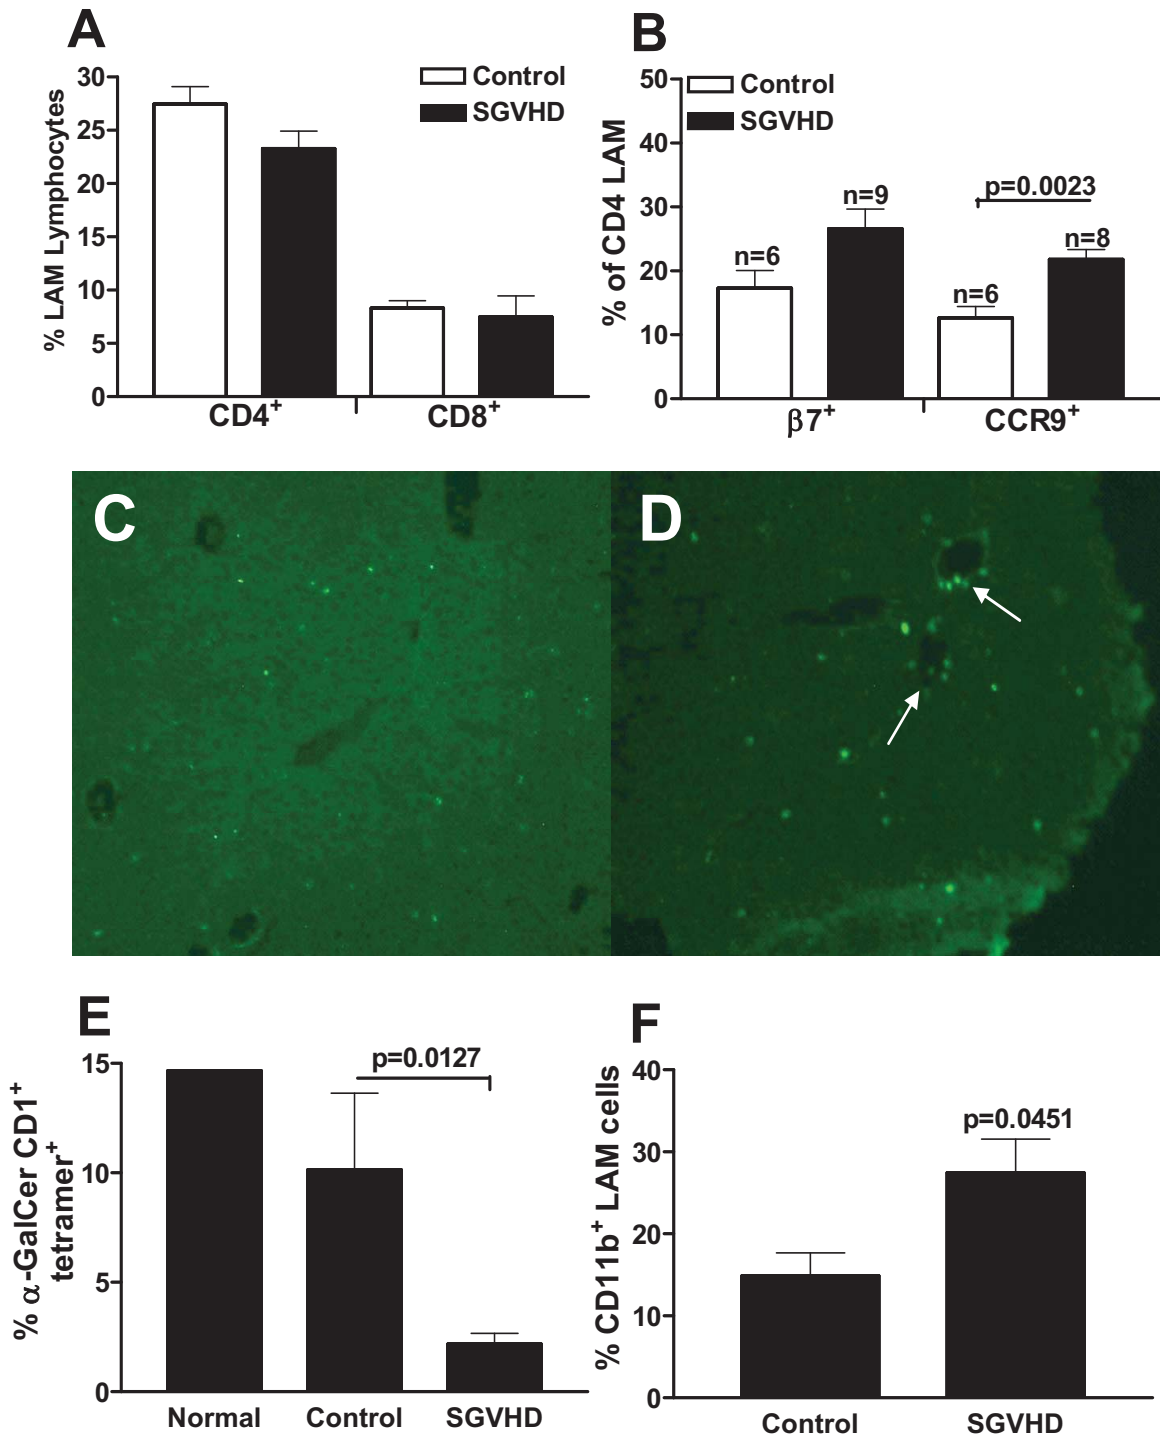 A
% LAM Lymphocytes
30
25
20
15
10
5
0
Control
SGVHD
CD4+
CD8+
B
% of CD4 LAM
50
40
30
20
10
0
Control
SGVHD
n=6
n=9
p=0.0023
n=6
n=8
β7+
CCR9+
C
D
E
% α-GalCer CD1+
tetramer+
15
10
5
0
p=0.0127
Normal
Control
SGVHD
F
% CD11b+ LAM cells
40
30
20
10
0
p=0.0451
Control
SGVHD